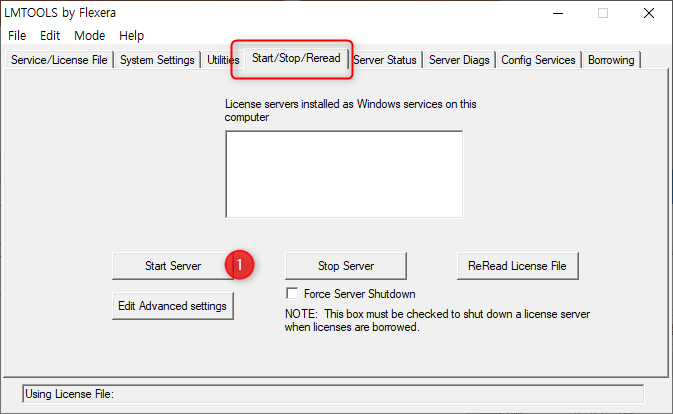 LMTOOLS by Flexera
File Edit Mode Help
Service/License File System Settings Utilities Start/Stop/Reread Server Status Server Diags Config Services Borrowing
License servers installed as Windows services on this
computer
Start Server 1 Stop Server ReRead License File
Edit Advanced settings
Force Server Shutdown
NOTE: This box must be checked to shut down a license server
when licenses are borrowed.
Using License File: